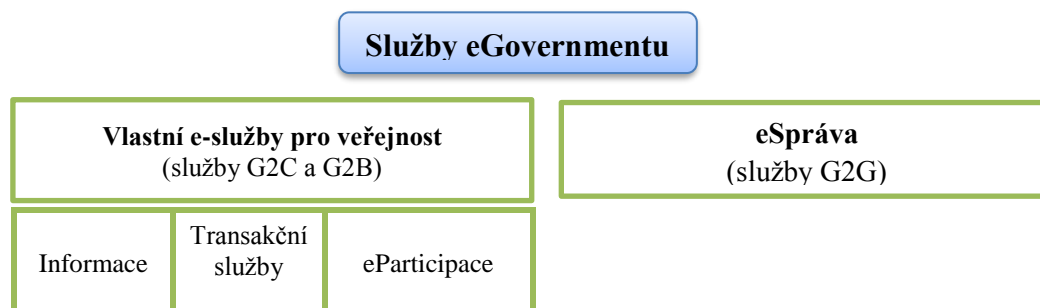 Služby eGovernmentu
Vlastní e-služby pro veřejnost
(služby G2C a G2B)
eSpráva
(služby G2G)
Informace
Transakční
služby
eParticipace